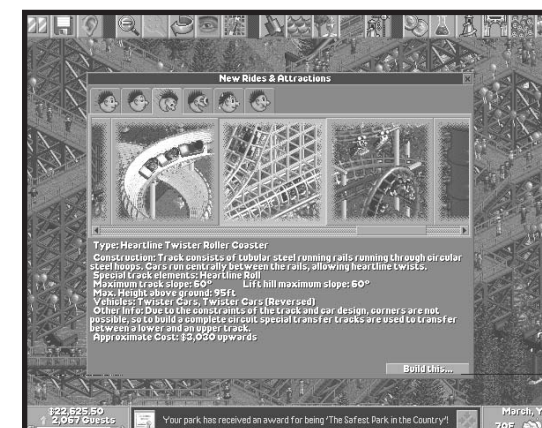 New Rides & Attractions
Type: Heartline Twister Roller Coaster
Construction: Track consists of tubular steel running rails running through circular
steel hoops. Cars run centrally between the rails, allowing heartline twists.
Special track elements: Heartline Roll
Maximum track slope: 60° Lift hill maximum slope: 60°
Max. Height above ground: 95ft
Vehicles: Twister Cars, Twister Cars (Reversed)
Other Info: Due to the constraints of the track and car design, corners are not
possible, so to build a complete circuit special transfer tracks are used to transfer
between a lower and an upper track.
Approximate Cost: $3,030 upwards
Build this...
$22,625.50
2,067 Guests
Your park has received an award for being 'The Safest Park in the Country'!
March, Y
70F